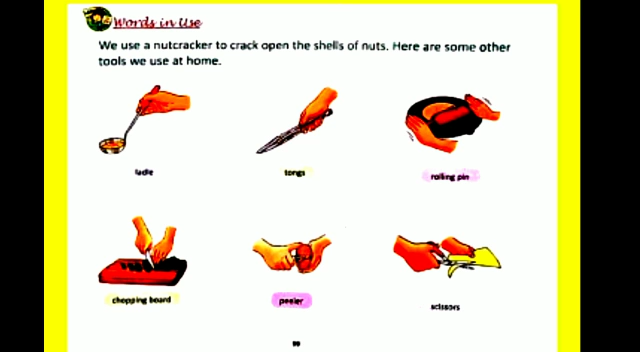 Words in Use
We use a nutcracker to crack open the shells of nuts. Here are some other
tools we use at home.
ladle
tongs
rolling pin
chopping board
peeler
scissors